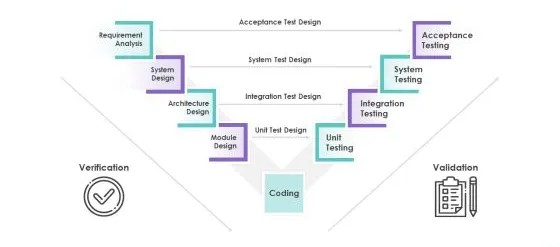 Acceptance Test Design
Requirement
Analysis
Acceptance
Testing
System Test Design
System
Design
System
Testing
Integration Test Design
Architecture
Design
Integration
Testing
Unit Test Design
Module
Design
Unit
Testing
Verification
Validation
Coding